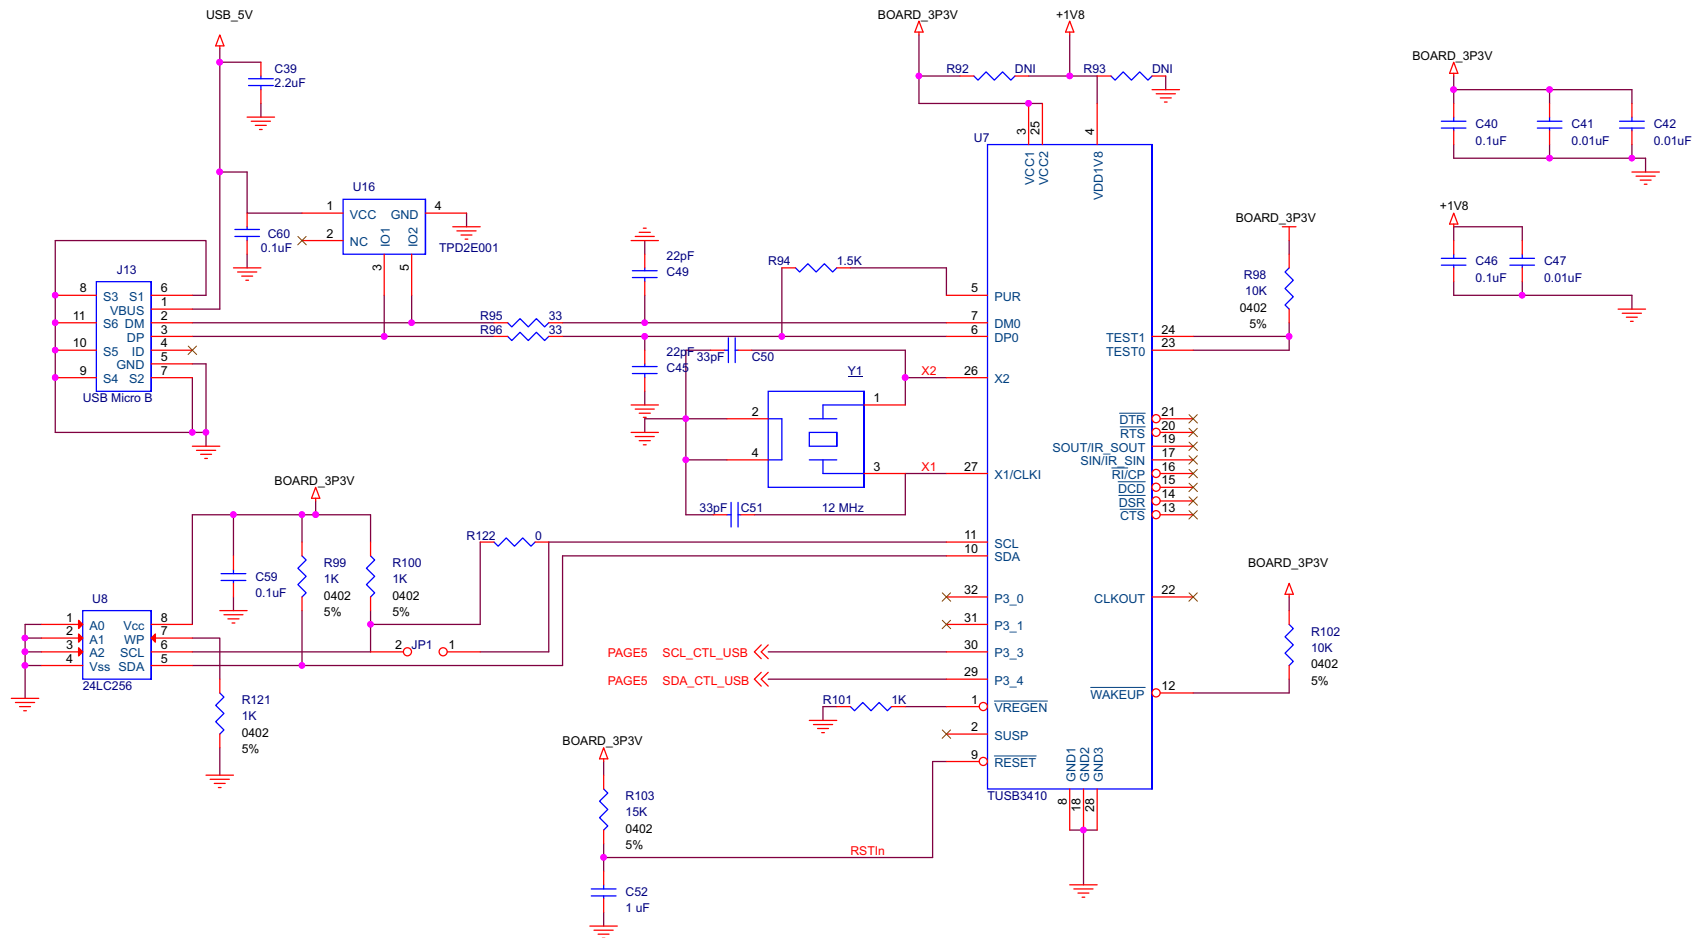 USB_5V
C39
2.2uF
U16
1
VCC
GND
4
2
NC
IO1
IO2
TPD2E001
3
5
C60
0.1uF
J13
8
S3
S1
6
VBUS
1
11
S6
DM
2
DP
3
10
S5
ID
4
GND
5
9
S4
S2
7
USB Micro B
R95
33
R96
33
22pF
C49
22pF
C45
R94
1.5K
33pF
C50
Y1
1
2
4
3
X2
X1
33pF
C51
12 MHz
BOARD_3P3V
+1V8
R92
DNI
R93
DNI
U7
3
25
4
VCC1
VCC2
VDD1V8
5
PUR
7
DM0
6
DP0
26
X2
27
X1/CLKI
11
SCL
10
SDA
32
P3_0
31
P3_1
30
P3_3
29
P3_4
1
VREGEN
2
SUSP
9
RESET
TUSB3410
GND1
GND2
GND3
8
18
28
TEST1
24
TEST0
23
DTR
21
RTS
20
SOUT/IR_SOUT
19
SIN/IR_SIN
17
RI/CP
16
DCD
15
DSR
14
CTS
13
CLKOUT
22
WAKEUP
12
BOARD_3P3V
R98
10K
0402
5%
BOARD_3P3V
R102
10K
0402
5%
BOARD_3P3V
C40
0.1uF
C41
0.01uF
C42
0.01uF
+1V8
C46
0.1uF
C47
0.01uF
BOARD_3P3V
C59
0.1uF
R99
1K
0402
5%
R100
1K
0402
5%
R122
0
U8
1
A0
Vcc
8
2
A1
WP
7
3
A2
SCL
6
4
Vss
SDA
5
24LC256
2
JP1
1
R121
1K
0402
5%
PAGE5
SCL_CTL_USB
PAGE5
SDA_CTL_USB
R101
1K
BOARD_3P3V
R103
15K
0402
5%
RSTIn
C52
1 uF